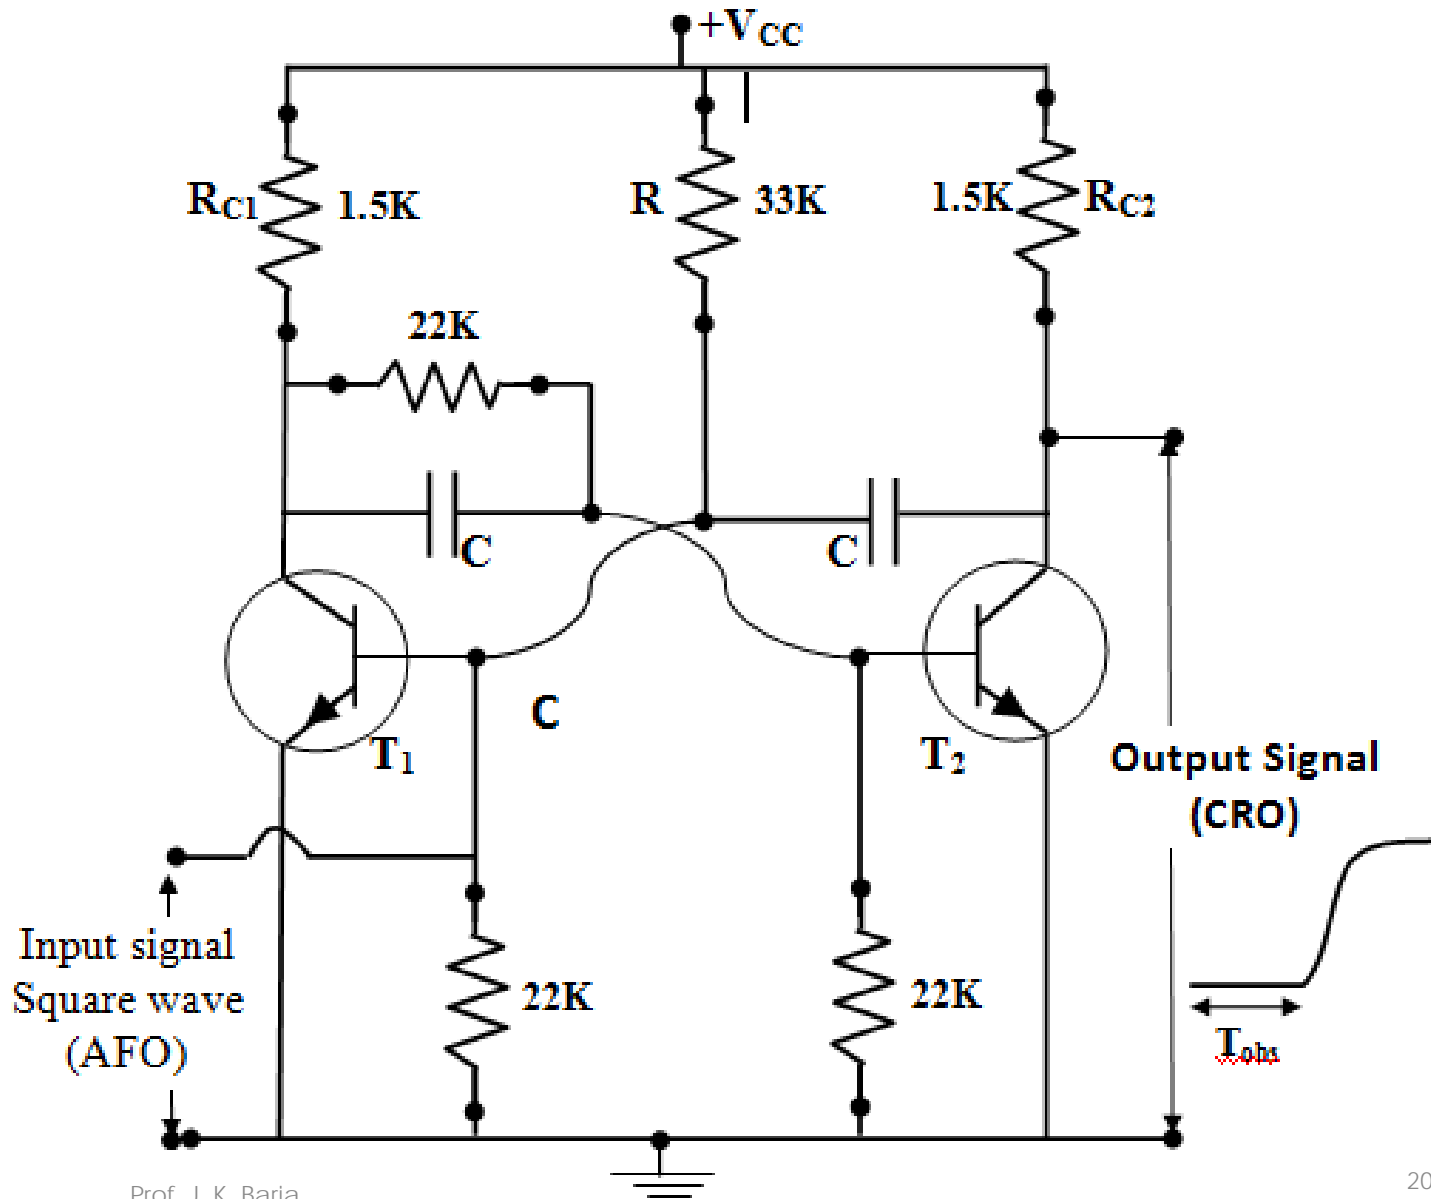 +VCC
RC1
1.5K
R
33K
1.5K
RC2
22K
C
C
C
T1
T2
Output Signal
(CRO)
Input signal
Square wave
(AFO)
22K
22K
Tobs
Prof. J. K. Baria
20